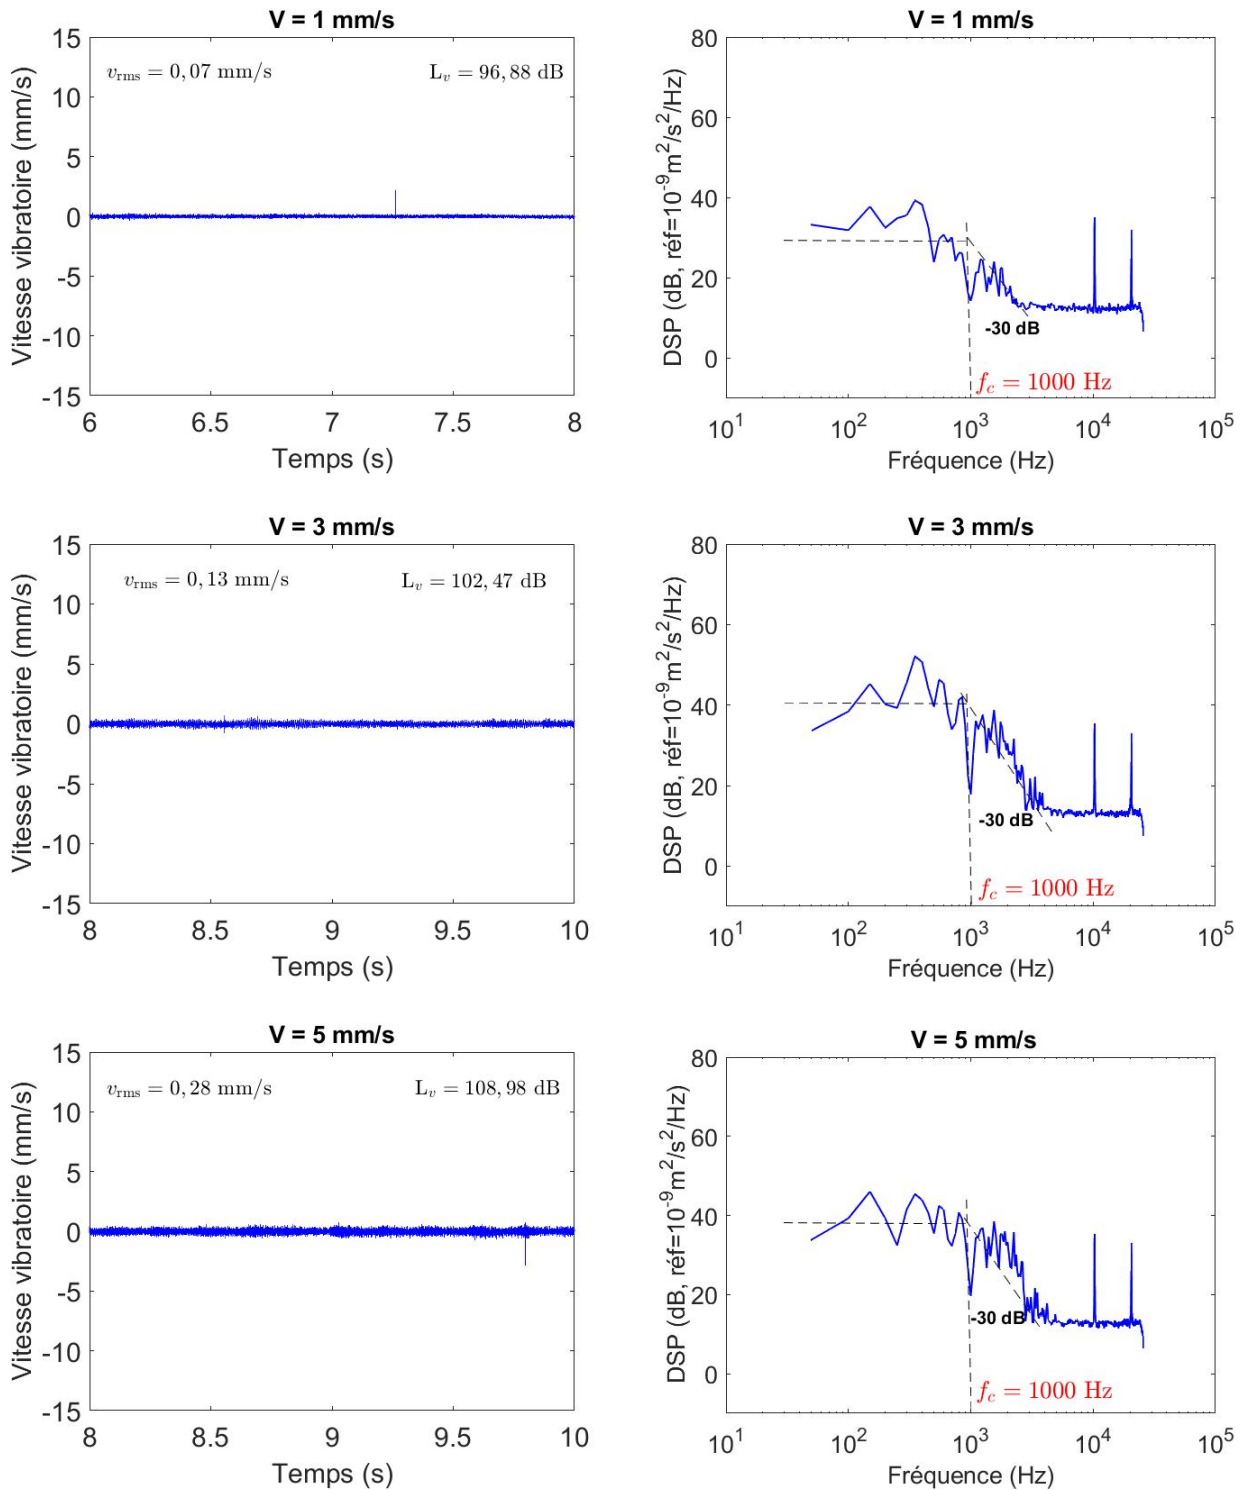 V = 1 mm/s
v_rms = 0,07 mm/s L_v = 96,88 dB
Vitesse vibratoire (mm/s)
15
10
5
0
-5
-10
-15
6 6.5 7 7.5 8
Temps (s)
V = 1 mm/s
DSP (dB, réf=10^-9 m^2/s^2/Hz)
80
60
40
20
0
-30 dB
f_c = 1000 Hz
10^1 10^2 10^3 10^4 10^5
Fréquence (Hz)
V = 3 mm/s
v_rms = 0,13 mm/s L_v = 102,47 dB
Vitesse vibratoire (mm/s)
15
10
5
0
-5
-10
-15
8 8.5 9 9.5 10
Temps (s)
V = 3 mm/s
DSP (dB, réf=10^-9 m^2/s^2/Hz)
80
60
40
20
0
-30 dB
f_c = 1000 Hz
10^1 10^2 10^3 10^4 10^5
Fréquence (Hz)
V = 5 mm/s
v_rms = 0,28 mm/s L_v = 108,98 dB
Vitesse vibratoire (mm/s)
15
10
5
0
-5
-10
-15
8 8.5 9 9.5 10
Temps (s)
V = 5 mm/s
DSP (dB, réf=10^-9 m^2/s^2/Hz)
80
60
40
20
0
-30 dB
f_c = 1000 Hz
10^1 10^2 10^3 10^4 10^5
Fréquence (Hz)